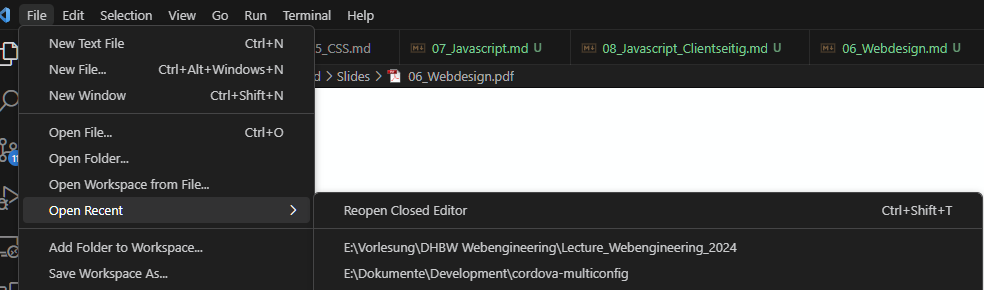 File Edit Selection View Go Run Terminal Help
New Text File Ctrl+N
5_CSS.md 07_Javascript.md U 08_Javascript_Clientseitig.md U 06_Webdesign.md U
New File... Ctrl+Alt+Windows+N
d > Slides > 06_Webdesign.pdf
New Window Ctrl+Shift+N
Open File... Ctrl+O
Open Folder...
11
Open Workspace from File...
Open Recent >
Reopen Closed Editor Ctrl+Shift+T
Add Folder to Workspace...
E:\Vorlesung\DHBW Webengineering\Lecture_Webengineering_2024
Save Workspace As...
E:\Dokumente\Development\cordova-multiconfig